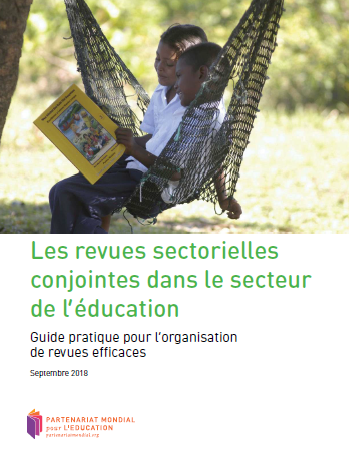 Les revues sectorielles
conjointes dans le secteur
de l'éducation
Guide pratique pour l'organisation
de revues efficaces
Septembre 2018
PARTENARIAT MONDIAL
pour L'EDUCATION
partenariatmondial.org